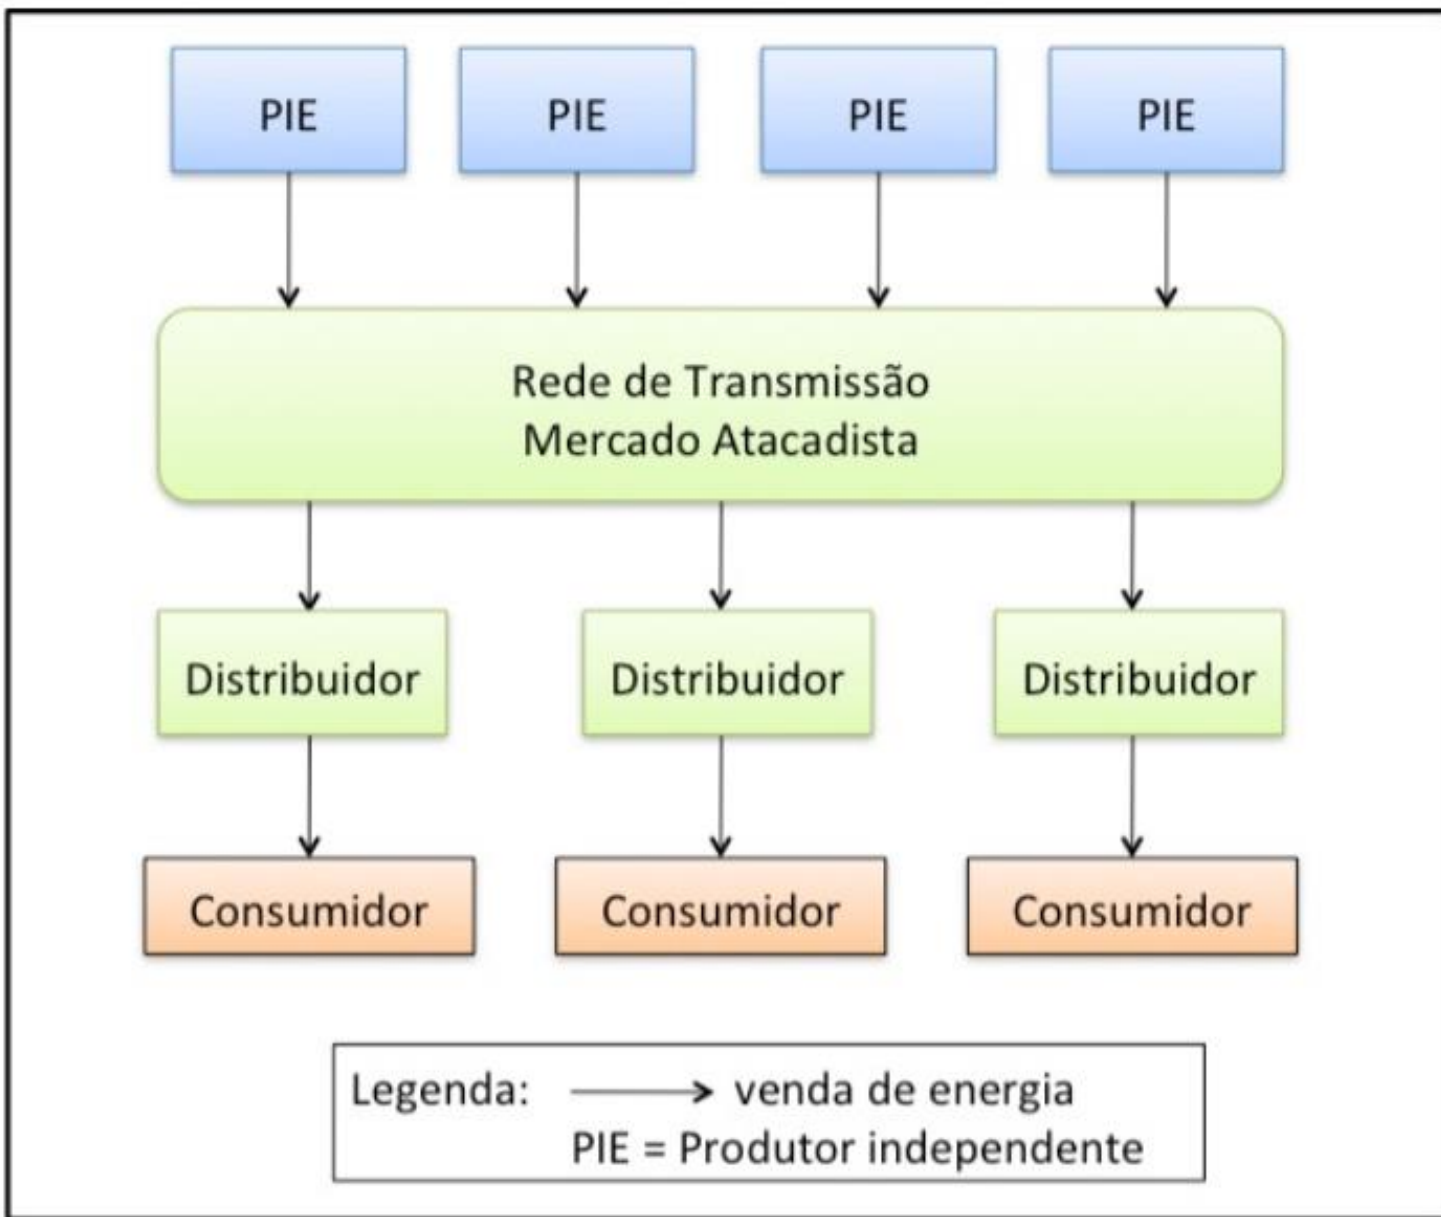 PIE
PIE
PIE
PIE
Rede de Transmissão
Mercado Atacadista
Distribuidor
Distribuidor
Distribuidor
Consumidor
Consumidor
Consumidor
Legenda: venda de energia
PIE = Produtor independente